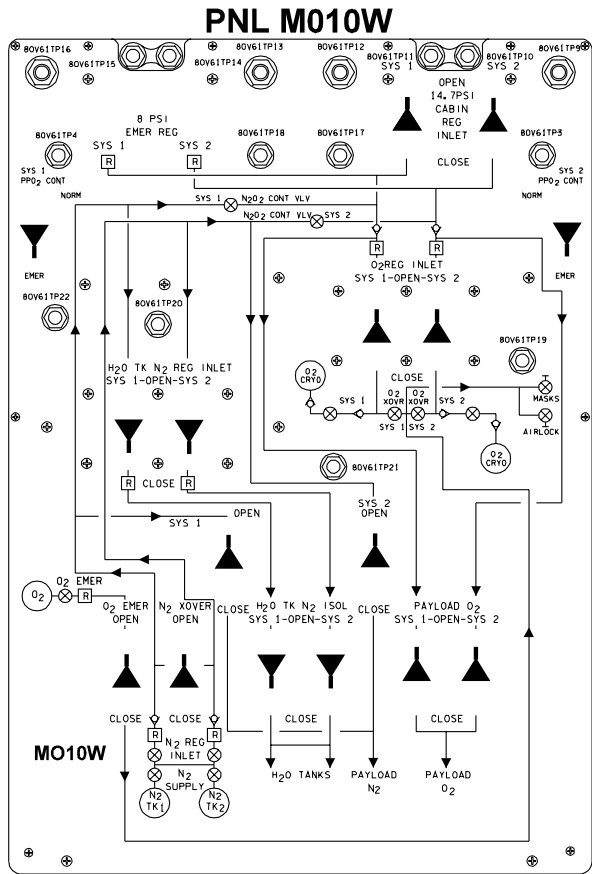 PNL M010W
80V61TP16
80V61TP15
80V61TP14
80V61TP13
80V61TP12
80V61TP11
SYS 1
80V61TP10
SYS 2
80V61TP9
OPEN
14.7PSI
CABIN
REG
INLET
CLOSE
8 PSI
EMER REG
SYS 1 SYS 2
R R
80V61TP4
80V61TP18
80V61TP17
80V61TP3
SYS 1
PPO2 CONT
NORM
EMER
SYS 2
PPO2 CONT
NORM
EMER
SYS 1 N2O2 CONT VLV
N2O2 CONT VLV SYS 2
R R
O2REG INLET
SYS 1-OPEN-SYS 2
80V61TP22
80V61TP20
80V61TP19
H2O TK N2 REG INLET
SYS 1-OPEN-SYS 2
CLOSE
O2
CRYO
SYS 1
O2
XOVR
O2
XOVR
SYS 2
SYS 1 SYS 2
MASKS
AIRLOCK
O2
CRYO
80V61TP21
R CLOSE R
SYS 1
OPEN
SYS 2
OPEN
O2 EMER
O2
R
O2 EMER
OPEN
N2 XOVER
OPEN
CLOSE
H2O TK N2 ISOL
SYS 1-OPEN-SYS 2
CLOSE
PAYLOAD O2
SYS 1-OPEN-SYS 2
CLOSE CLOSE
CLOSE
CLOSE
R R
N2 REG
INLET
MO10W
N2
SUPPLY
N2
TK1
N2
TK2
H2O TANKS
PAYLOAD
N2
PAYLOAD
O2